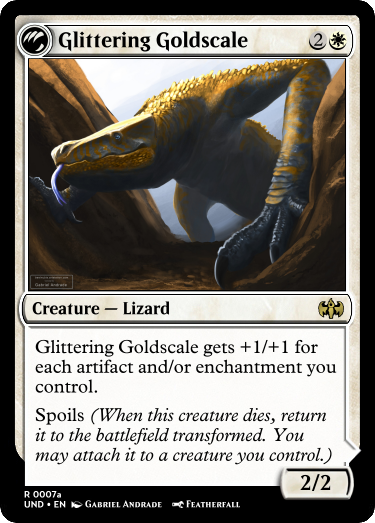 Glittering Goldscale 2
Creature — Lizard
Glittering Goldscale gets +1/+1 for
each artifact and/or enchantment you
control.
Spoils (When this creature dies, return
it to the battlefield transformed. You
may attach it to a creature you control.)
2/2
R 0007a
UND • EN Gabriel Andrade Featherfall